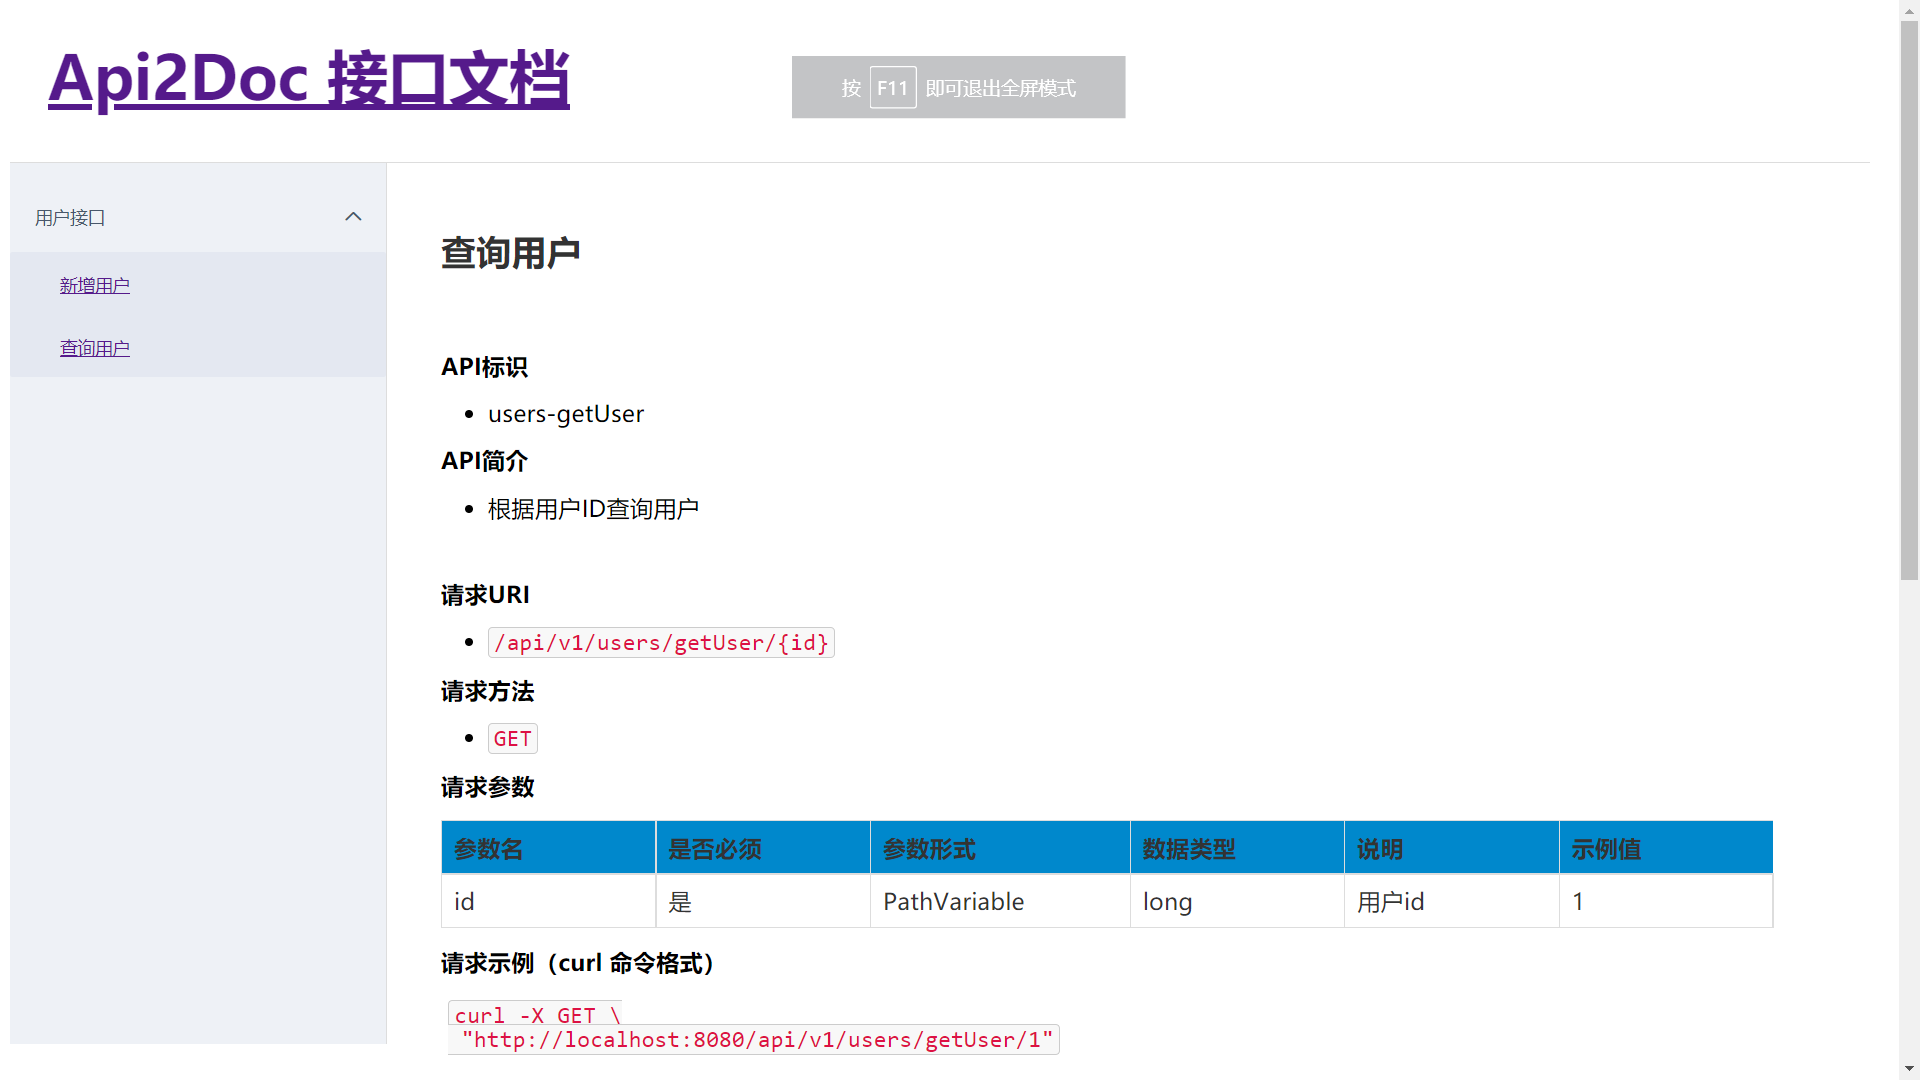 Api2Doc 接口文档
按 F11 即可退出全屏模式
用户接口
新增用户
查询用户
查询用户
API标识
users-getUser
API简介
根据用户ID查询用户
请求URI
/api/v1/users/getUser/{id}
请求方法
GET
请求参数
参数名 是否必须 参数形式 数据类型 说明 示例值
id 是 PathVariable long 用户id 1
请求示例（curl 命令格式）
curl -X GET \
"http://localhost:8080/api/v1/users/getUser/1"